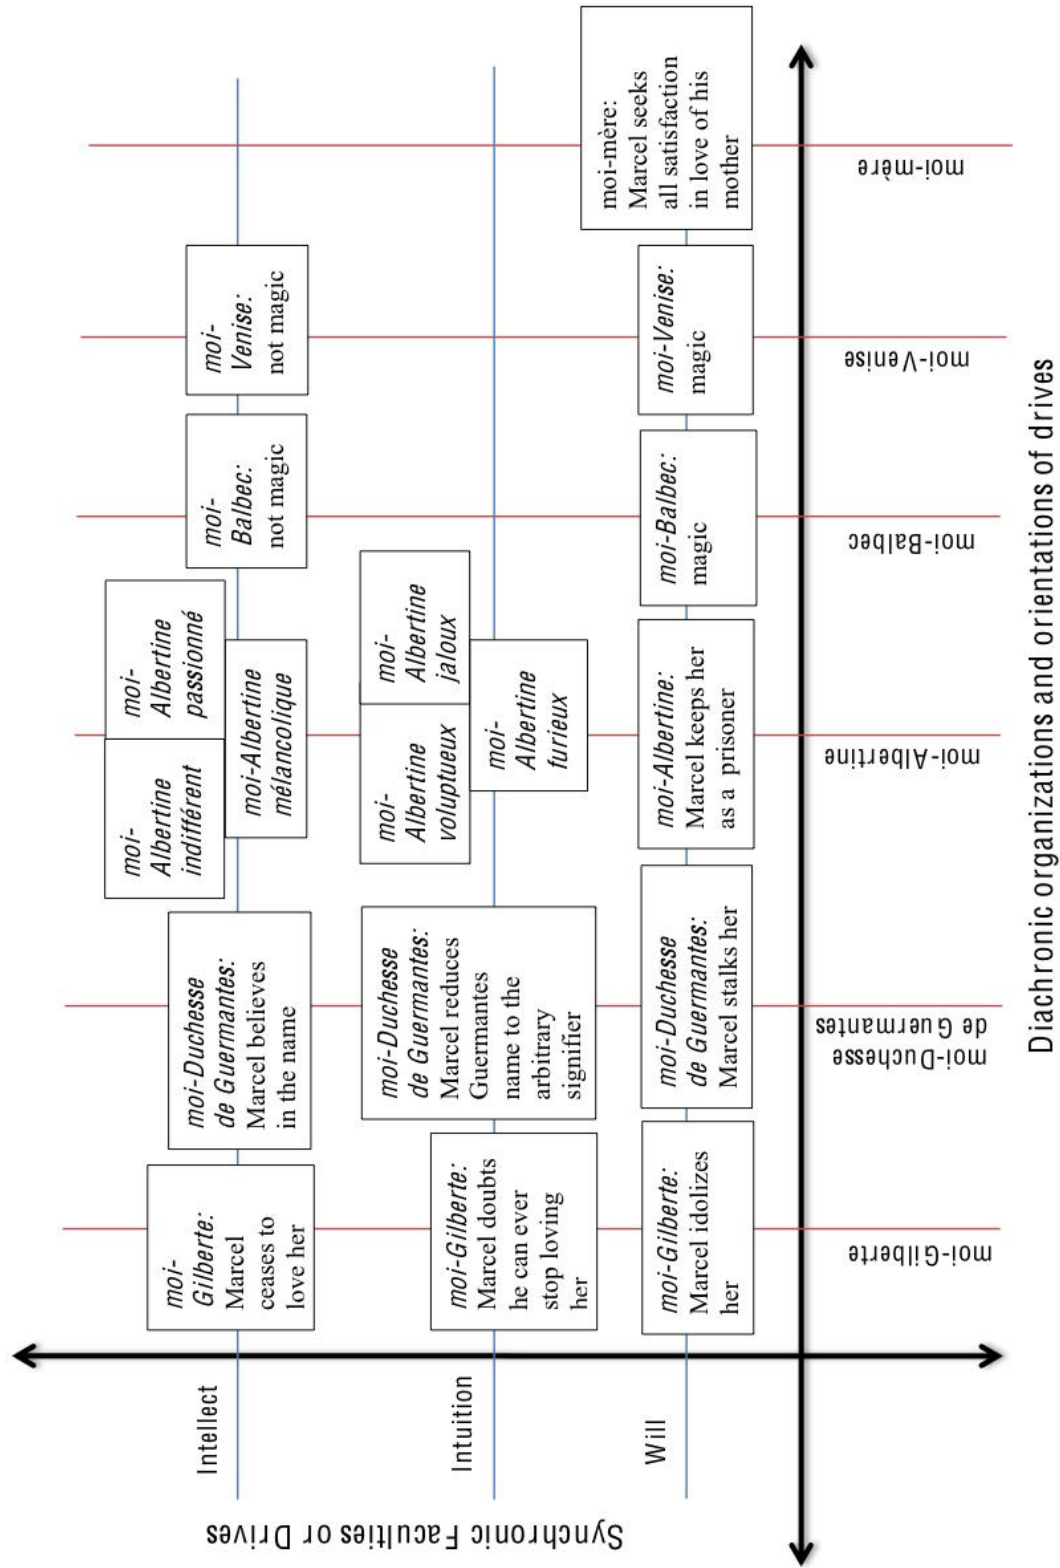 Synchronic Faculties or Drives
Intellect
moi-
Gilberte:
Marcel
ceases to
love her
moi-Duchesse
de Guermantes:
Marcel believes
in the name
moi-
Albertine
indifférent
moi-
Albertine
passionné
moi-Albertine
mélancolique
moi-
Balbec:
not magic
moi-
Venise:
not magic
Intuition
moi-Gilberte:
Marcel doubts
he can ever
stop loving
her
moi-Duchesse
de Guermantes:
Marcel reduces
Guermantes
name to the
arbitrary
signifier
moi-
Albertine
voluptueux
moi-
Albertine
jaloux
moi-
Albertine
furieux
Will
moi-Gilberte:
Marcel idolizes
her
moi-Duchesse
de Guermantes:
Marcel stalks her
moi-Albertine:
Marcel keeps her
as a prisoner
moi-Balbec:
magic
moi-Venise:
magic
moi-mère:
Marcel seeks
all satisfaction
in love of his
mother
moi-Gilberte
moi-Duchesse
de Guermantes
moi-Albertine
moi-Balbec
moi-Venise
moi-mère
Diachronic organizations and orientations of drives